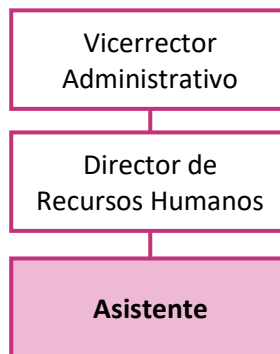 Vicerrector
Administrativo
Director de
Recursos Humanos
Asistente